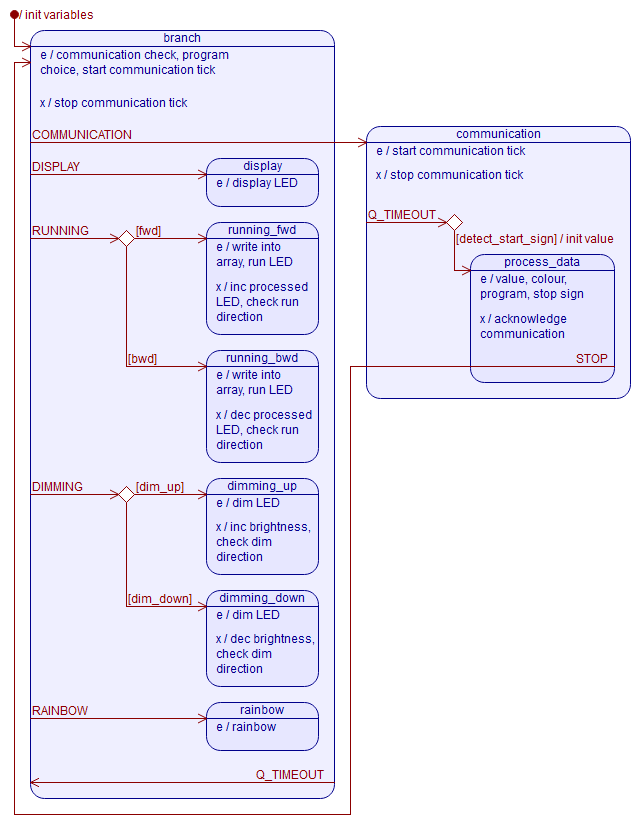 / init variables
branch
e / communication check, program
choice, start communication tick
x / stop communication tick
COMMUNICATION
DISPLAY
display
e / display LED
RUNNING
[fwd]
running_fwd
e / write into
array, run LED
x / inc processed
LED, check run
direction
[bwd]
running_bwd
e / write into
array, run LED
x / dec processed
LED, check run
direction
DIMMING
[dim_up]
dimming_up
e / dim LED
x / inc brightness,
check dim
direction
[dim_down]
dimming_down
e / dim LED
x / dec brightness,
check dim
direction
RAINBOW
rainbow
e / rainbow
Q_TIMEOUT
communication
e / start communication tick
x / stop communication tick
Q_TIMEOUT
[detect_start_sign] / init value
process_data
e / value, colour,
program, stop sign
x / acknowledge
communication
STOP